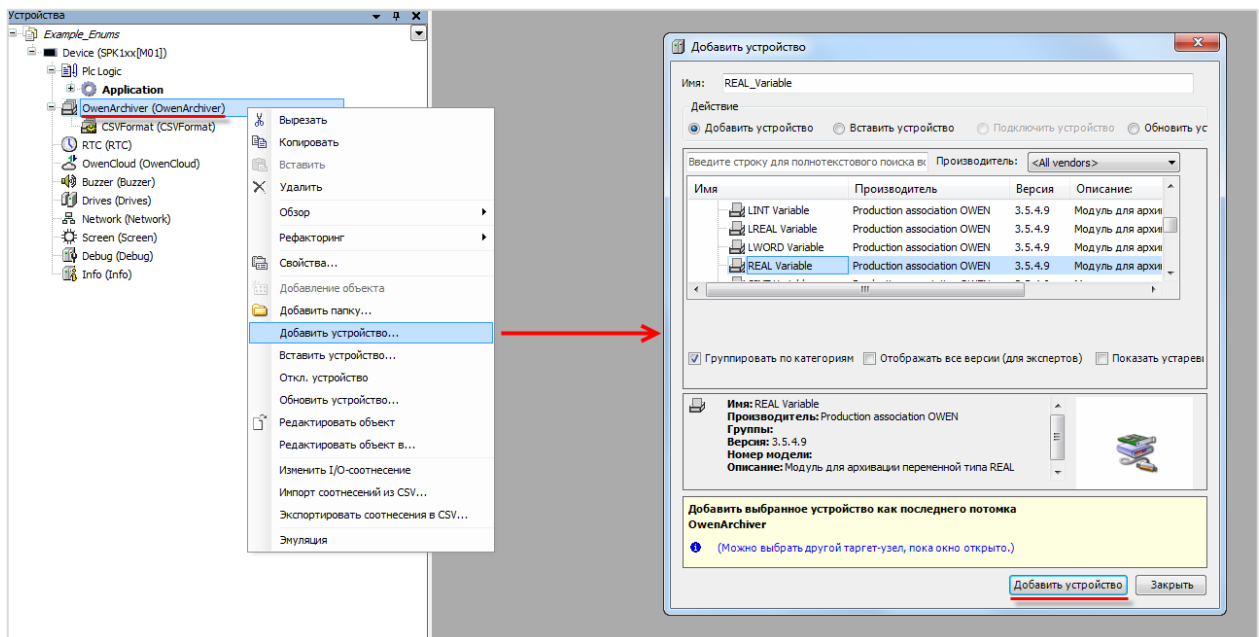 Устройства
Example_Enums
Device (SPK1xx[M01])
Plc Logic
Application
OwenArchiver (OwenArchiver)
CSVFormat (CSVFormat)
RTC (RTC)
OwenCloud (OwenCloud)
Buzzer (Buzzer)
Drives (Drives)
Network (Network)
Screen (Screen)
Debug (Debug)
Info (Info)
Вырезать
Копировать
Вставить
Удалить
Обзор
Рефакторинг
Свойства...
Добавление объекта
Добавить папку...
Добавить устройство...
Вставить устройство...
Откл. устройство
Обновить устройство...
Редактировать объект
Редактировать объект в...
Изменить I/O-соотнесение
Импорт соотнесений из CSV...
Экспортировать соотнесения в CSV...
Эмуляция
Добавить устройство
Имя: REAL_Variable
Действие
Добавить устройство Вставить устройство Подключить устройство Обновить ус
Введите строку для полнотекстового поиска вс Производитель: <All vendors>
Имя Производитель Версия Описание:
LINT Variable Production association OWEN 3.5.4.9 Модуль для архи
LREAL Variable Production association OWEN 3.5.4.9 Модуль для архи
LWORD Variable Production association OWEN 3.5.4.9 Модуль для архи
REAL Variable Production association OWEN 3.5.4.9 Модуль для архи
Группировать по категориям Отображать все версии (для экспертов) Показать устарев
Имя: REAL Variable
Производитель: Production association OWEN
Группы:
Версия: 3.5.4.9
Номер модели:
Описание: Модуль для архивации переменной типа REAL
Добавить выбранное устройство как последнего потомка
OwenArchiver
(Можно выбрать другой таргет-узел, пока окно открыто.)
Добавить устройство Закрыть